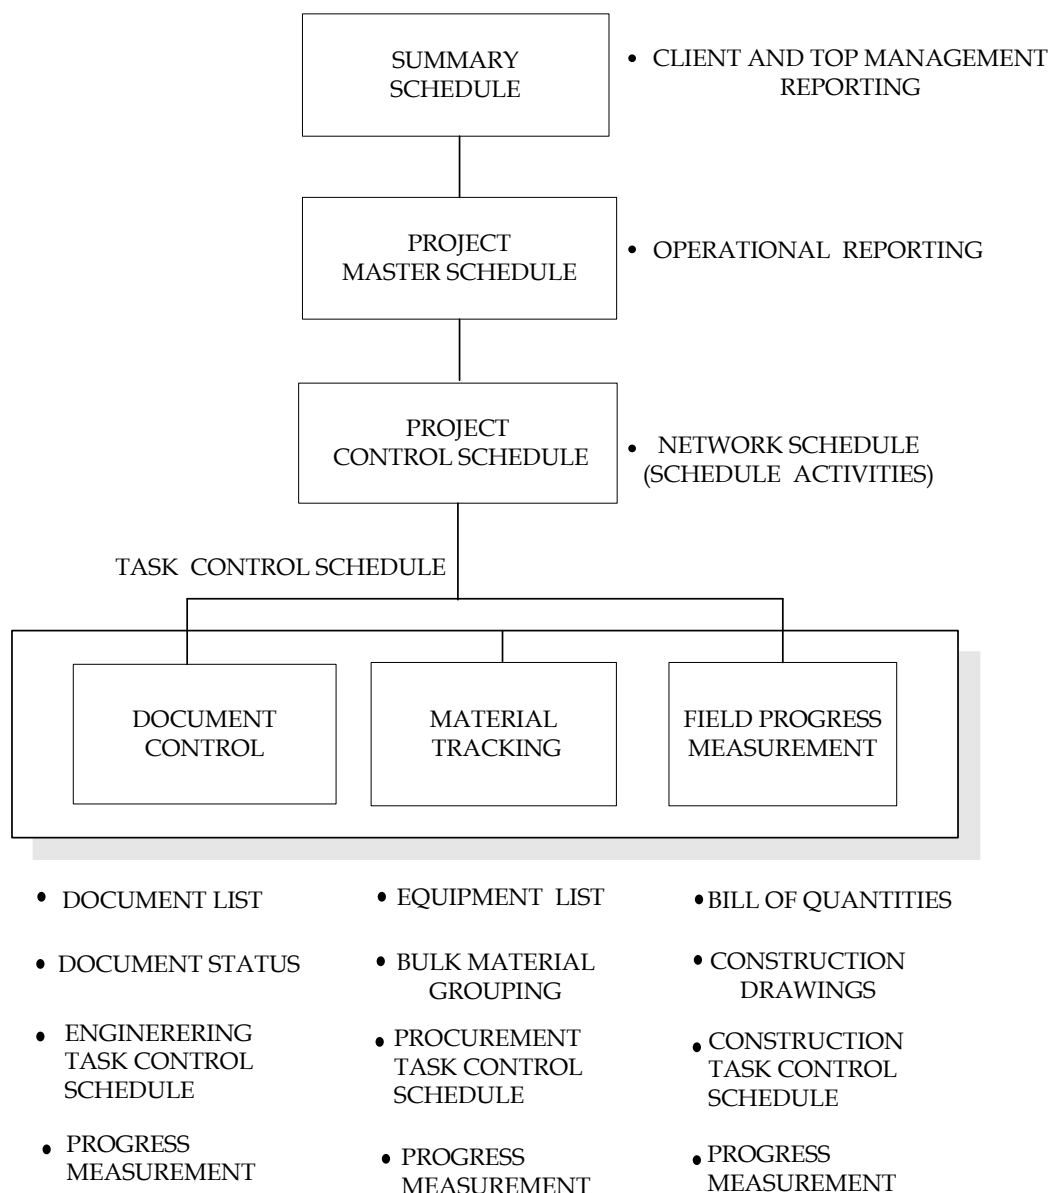 SUMMARY
SCHEDULE
• CLIENT AND TOP MANAGEMENT
REPORTING
PROJECT
MASTER SCHEDULE
• OPERATIONAL REPORTING
PROJECT
CONTROL SCHEDULE
• NETWORK SCHEDULE
(SCHEDULE ACTIVITIES)
TASK CONTROL SCHEDULE
DOCUMENT
CONTROL
MATERIAL
TRACKING
FIELD PROGRESS
MEASUREMENT
• DOCUMENT LIST
• DOCUMENT STATUS
• ENGINERERING
TASK CONTROL
SCHEDULE
• PROGRESS
MEASUREMENT
• EQUIPMENT LIST
• BULK MATERIAL
GROUPING
• PROCUREMENT
TASK CONTROL
SCHEDULE
• PROGRESS
MEASUREMENT
• BILL OF QUANTITIES
• CONSTRUCTION
DRAWINGS
• CONSTRUCTION
TASK CONTROL
SCHEDULE
• PROGRESS
MEASUREMENT